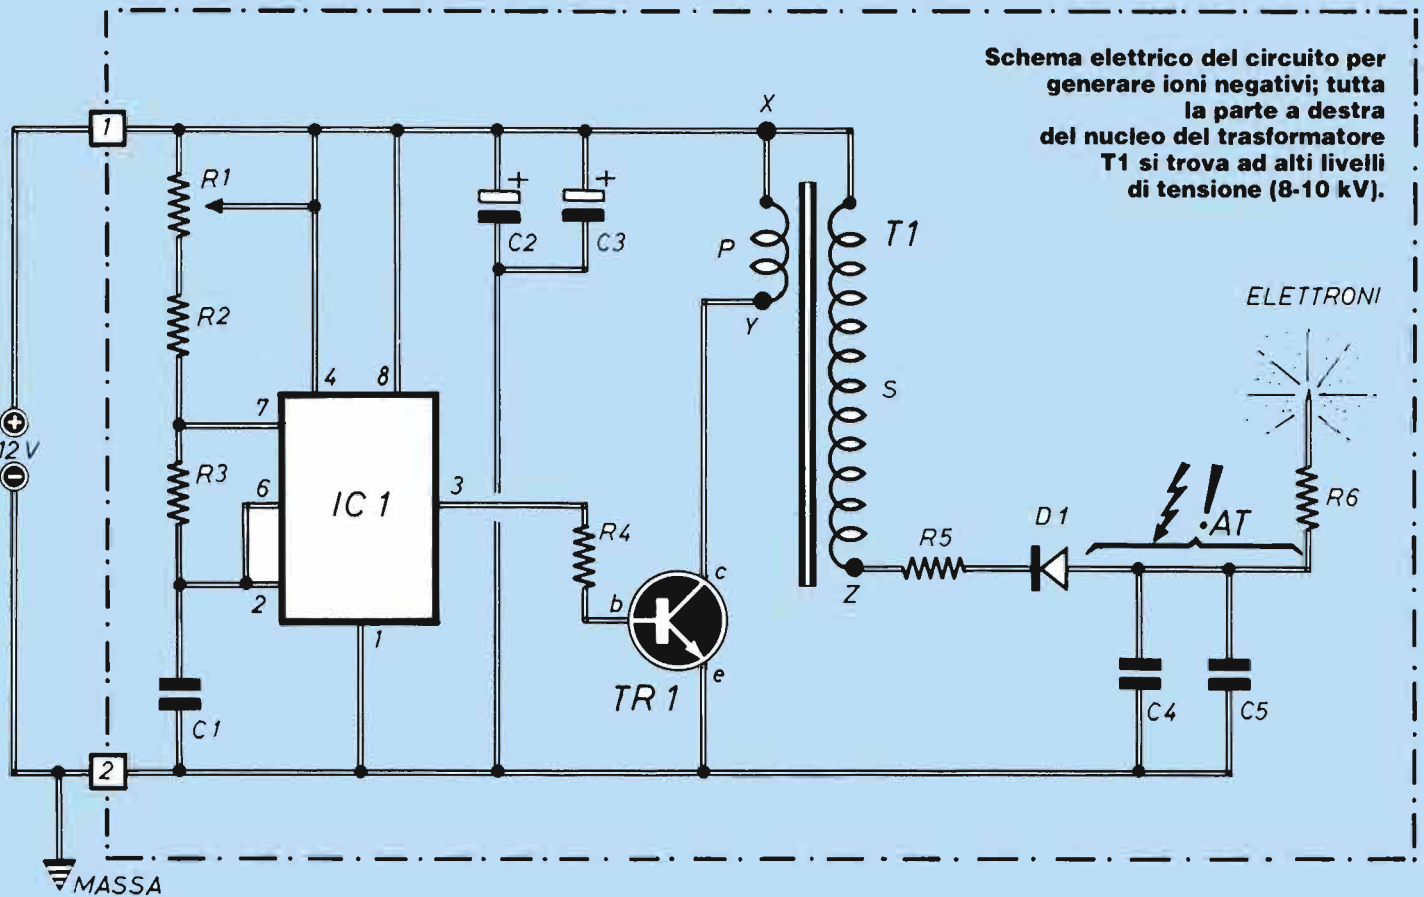 Schema elettrico del circuito per
generare ioni negativi; tutta
la parte a destra
del nucleo del trasformatore
T1 si trova ad alti livelli
di tensione (8-10 kV).
1
X
R1
+
+
C2
C3
P
T1
ELETTRONI
R2
Y
4
8
7
S
+
12 V
-
R3
6
IC 1
3
R4
D1
! AT
R6
R5
2
b
c
Z
1
e
TR 1
C1
C4
C5
2
MASSA